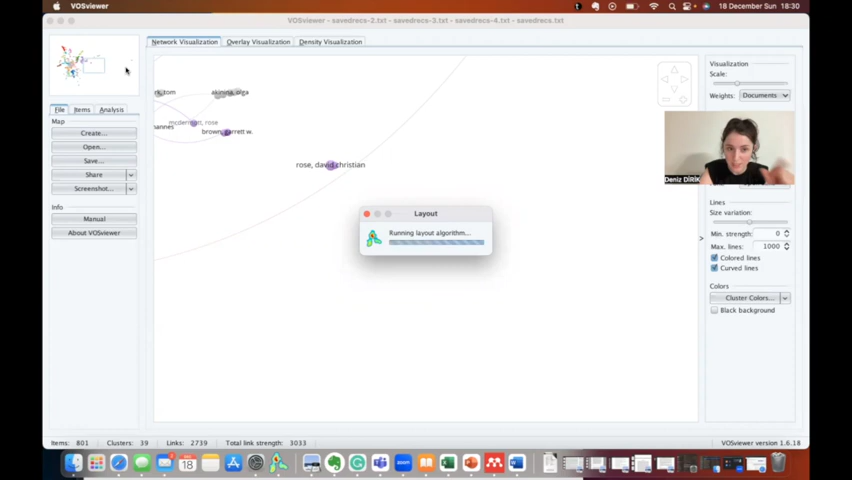 VOSviewer
18 December Sun 18:30
VOSviewer - savedrecs-2.txt - savedrecs-3.txt - savedrecs-4.txt - savedrecs.txt
Network Visualization
Overlay Visualization
Density Visualization
File
Items
Analysis
Map
Create...
Open...
Save...
Share
Screenshot...
Info
Manual
About VOSviewer
akinina, olga
mcdermott, rose
brown, garrett w.
rose, david christian
Layout
Running layout algorithm...
Visualization
Scale:
Weights:
Documents
Deniz DİRİK
Lines
Size variation:
Min. strength:
0
Max. lines:
1000
Colored lines
Curved lines
Colors
Cluster Colors...
Black background
Items: 801
Clusters: 39
Links: 2739
Total link strength: 3033
VOSviewer version 1.6.18